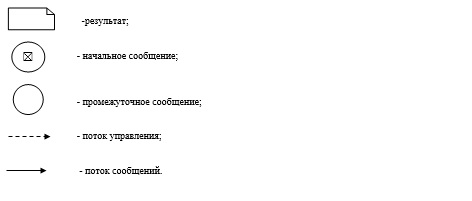 -результат;
- начальное сообщение;
- промежуточное сообщение;
- поток управления;
- поток сообщений.